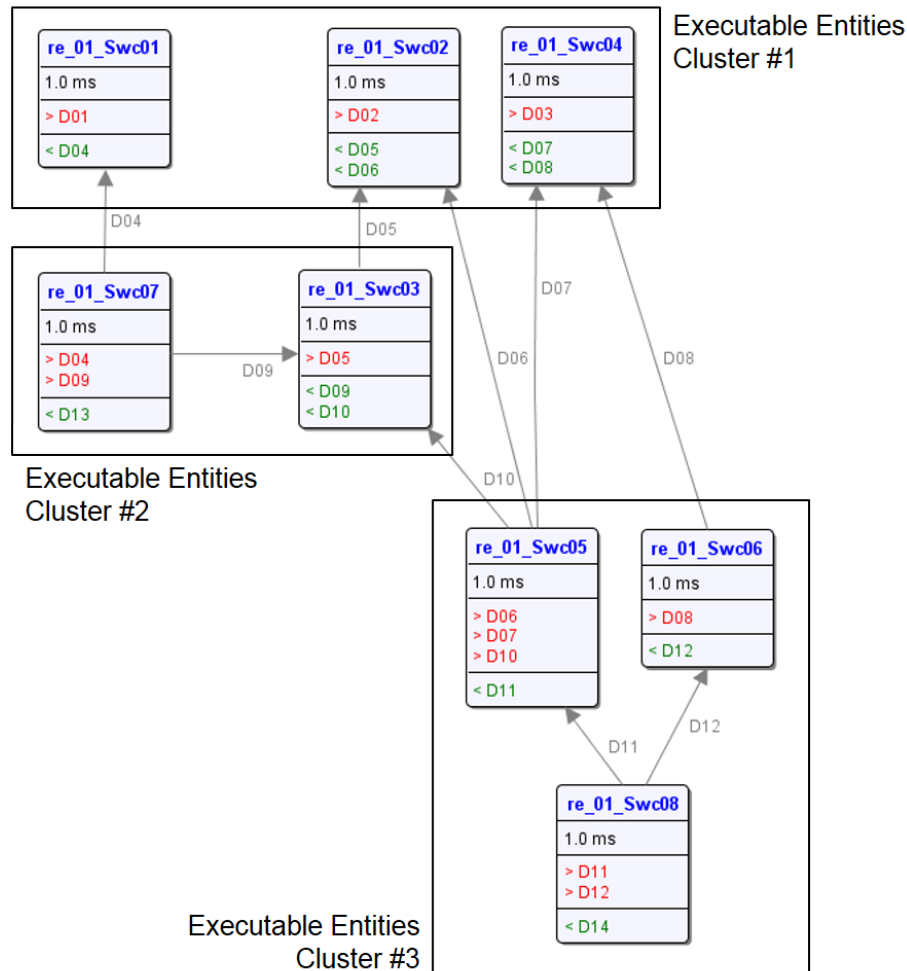 Executable Entities
Cluster #1
re_01_Swc01
1.0 ms
> D01
< D04
re_01_Swc02
1.0 ms
> D02
< D05
< D06
re_01_Swc04
1.0 ms
> D03
< D07
< D08
D04
D05
D07
D06
D08
re_01_Swc07
1.0 ms
> D04
> D09
< D13
D09
re_01_Swc03
1.0 ms
> D05
< D09
< D10
Executable Entities
Cluster #2
D10
re_01_Swc05
1.0 ms
> D06
> D07
> D10
< D11
re_01_Swc06
1.0 ms
> D08
< D12
D11
D12
re_01_Swc08
1.0 ms
> D11
> D12
< D14
Executable Entities
Cluster #3